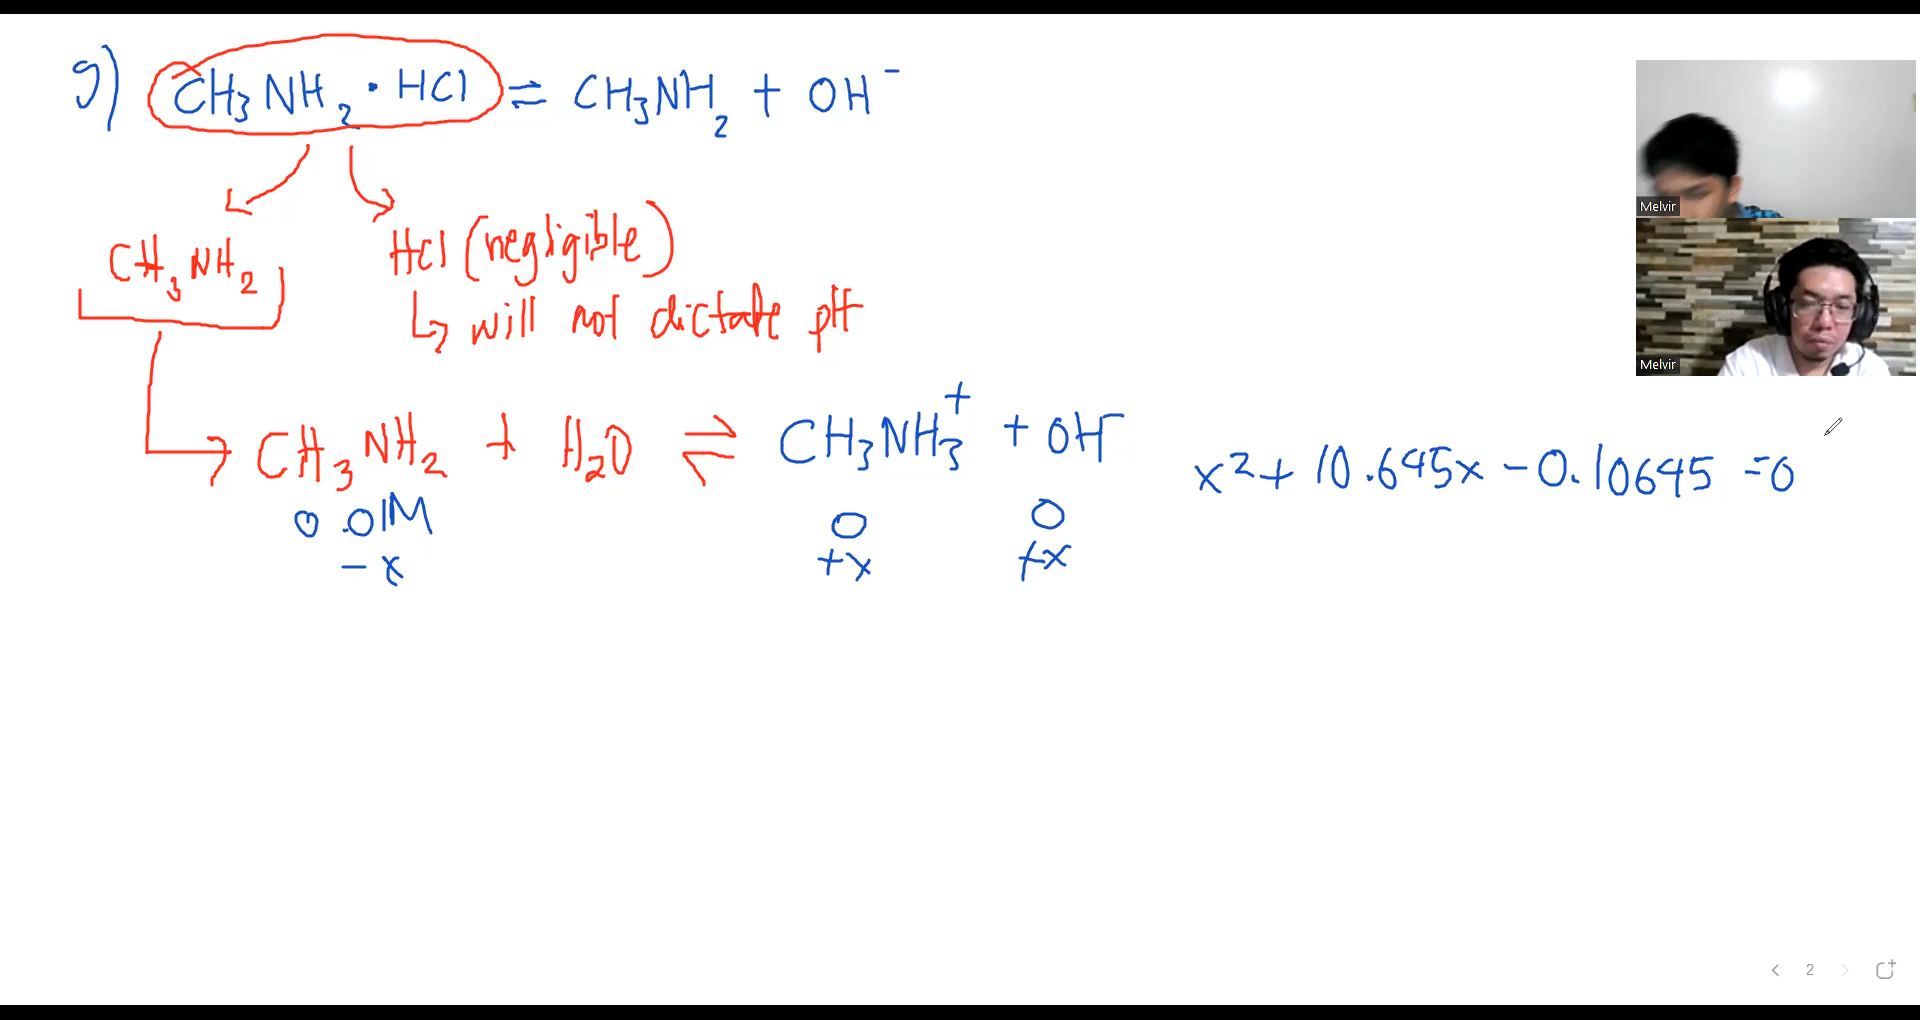 g) CH₃NH₂ · HCl ⇌ CH₃NH₂ + OH⁻
CH₃NH₂
HCl (negligible)
↳ will not dictate pH
CH₃NH₂ + H₂O ⇌ CH₃NH₃⁺ + OH⁻
x² + 10.645x - 0.10645 = 0
0.01M 0 0
-x +x +x
Melvir
Melvir
2